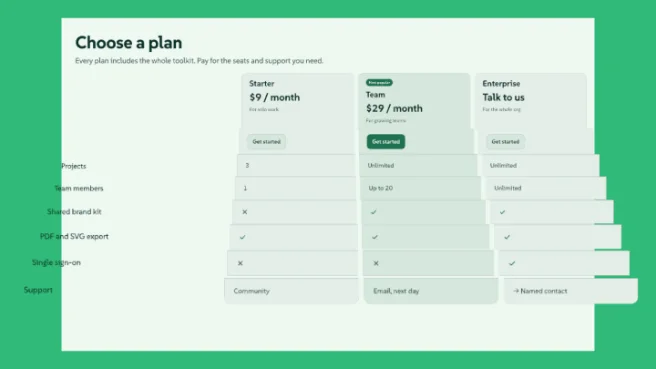 Choose a plan
Every plan includes the whole toolkit. Pay for the seats and support you need.
Starter
$9 / month
For solo work
Get started
Most popular
Team
$29 / month
For growing teams
Get started
Enterprise
Talk to us
For the whole org
Get started
Projects 3 Unlimited Unlimited
Team members 1 Up to 20 Unlimited
Shared brand kit ✕ ✓ ✓
PDF and SVG export ✓ ✓ ✓
Single sign-on ✕ ✕ ✓
Support Community Email, next day → Named contact